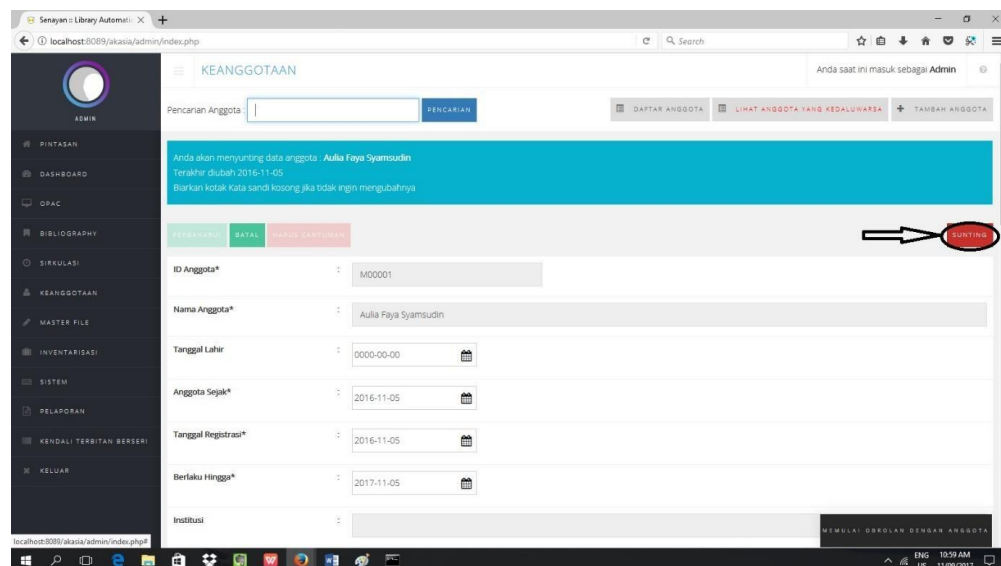 Senayan :: Library Automatic
localhost:8089/akasia/admin/index.php
Search
ADMIN
KEANGGOTAAN
Anda saat ini masuk sebagai Admin
Pencarian Anggota :
PENCARIAN
DAFTAR ANGGOTA
LIHAT ANGGOTA YANG KEDALUWARSA
TAMBAH ANGGOTA
PINTASAN
DASHBOARD
OPAC
BIBLIOGRAPHY
SIRKULASI
KEANGGOTAAN
MASTER FILE
INVENTARISASI
SISTEM
PELAPORAN
KENDALI TERBITAN BERSERI
KELUAR
Anda akan menyunting data anggota : Aulia Faya Syamsudin
Terakhir diubah 2016-11-05
Biarkan kotak Kata sandi kosong jika tidak ingin mengubahnya
PERBAHARUI
BATAL
HAPUS CANTUMAN
SUNTING
ID Anggota* : M00001
Nama Anggota* : Aulia Faya Syamsudin
Tanggal Lahir : 0000-00-00
Anggota Sejak* : 2016-11-05
Tanggal Registrasi* : 2016-11-05
Berlaku Hingga* : 2017-11-05
Institusi :
MEMULAI OBROLAN DENGAN ANGGOTA
localhost:8089/akasia/admin/index.php#
ENG 10:59 AM
US 11/09/2017